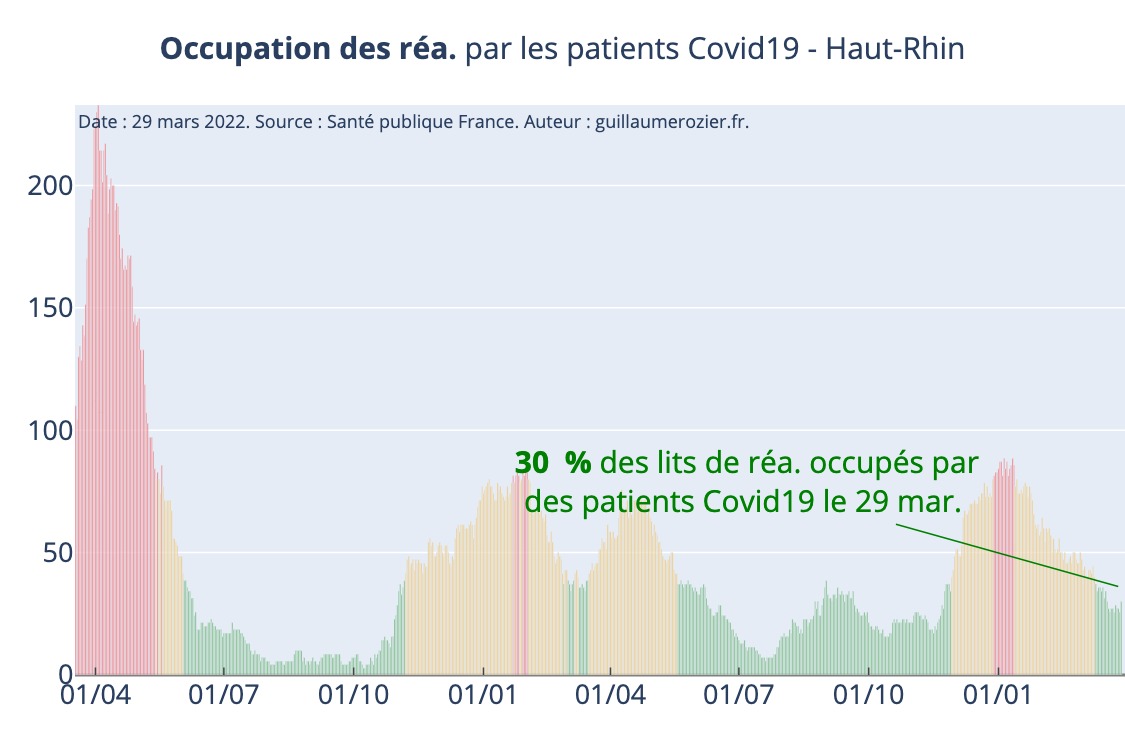 Occupation des réa. par les patients Covid19 - Haut-Rhin
Date : 29 mars 2022. Source : Santé publique France. Auteur : guillaumerozier.fr.
200
150
100
30 % des lits de réa. occupés par
des patients Covid19 le 29 mar.
50
0
01/04 01/07 01/10 01/01 01/04 01/07 01/10 01/01